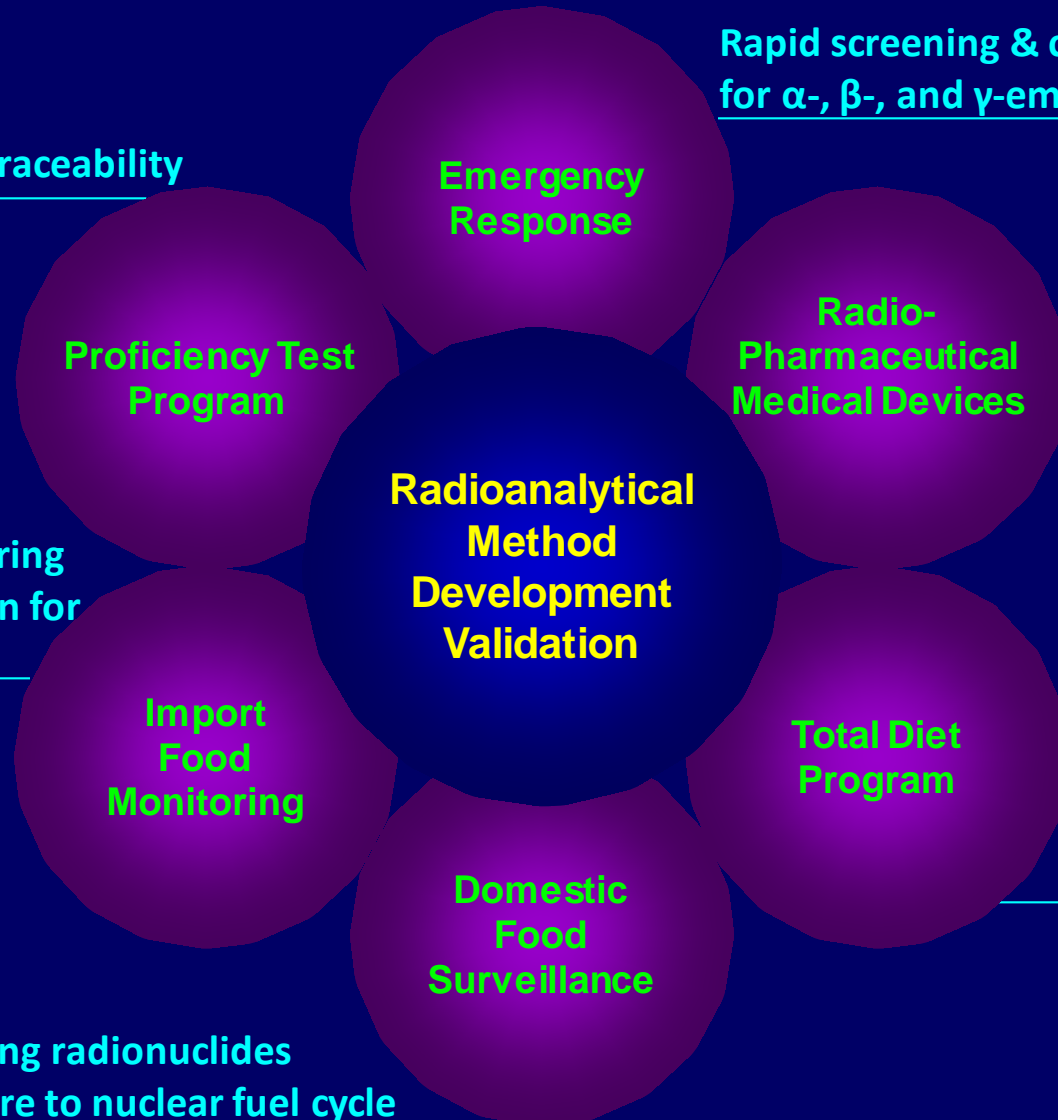 Rapid screening &
for α-, β-, and
raceability
Emergency
Response
Radio-
Pharmaceutical
Medical Devices
Proficiency Test
Program
Radioanalytical
Method
Development
Validation
ring
n for
Import
Food
Monitoring
Total Diet
Program
Domestic
Food
Surveillance
ng radionuclides
re to nuclear fuel cycle